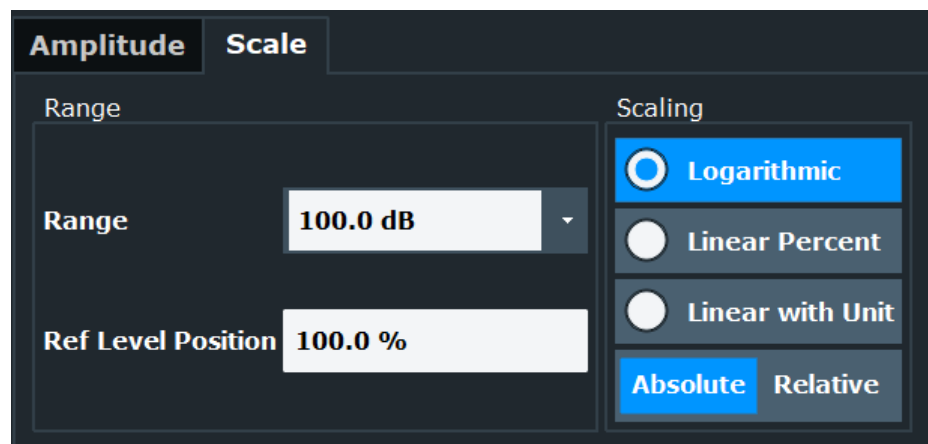 Amplitude Scale
Range
Range 100.0 dB
Ref Level Position 100.0 %
Scaling
Logarithmic
Linear Percent
Linear with Unit
Absolute Relative